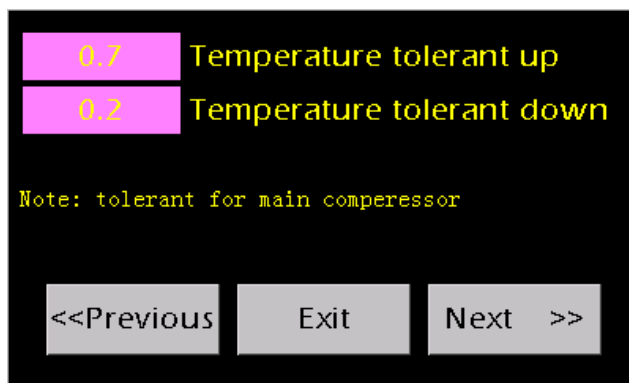 0.7 Temperature tolerant up
0.2 Temperature tolerant down
Note: tolerant for main comperessor
<<Previous Exit Next >>